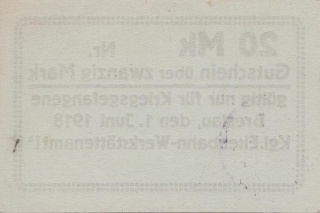 20 Mk Nr.
Gutschein über zwanzig Mark
gültig nur für Kriegsgefangene
Breslau, den 1. Juni 1918
Kgl. Eisenbahn-Werkstättenamt 1